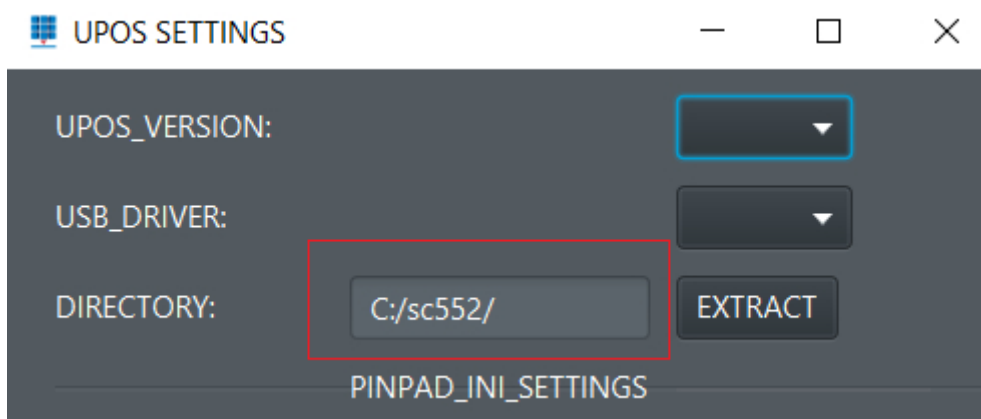 UPOS SETTINGS
UPOS_VERSION:
USB_DRIVER:
DIRECTORY: C:/sc552/ EXTRACT
PINPAD_INI_SETTINGS